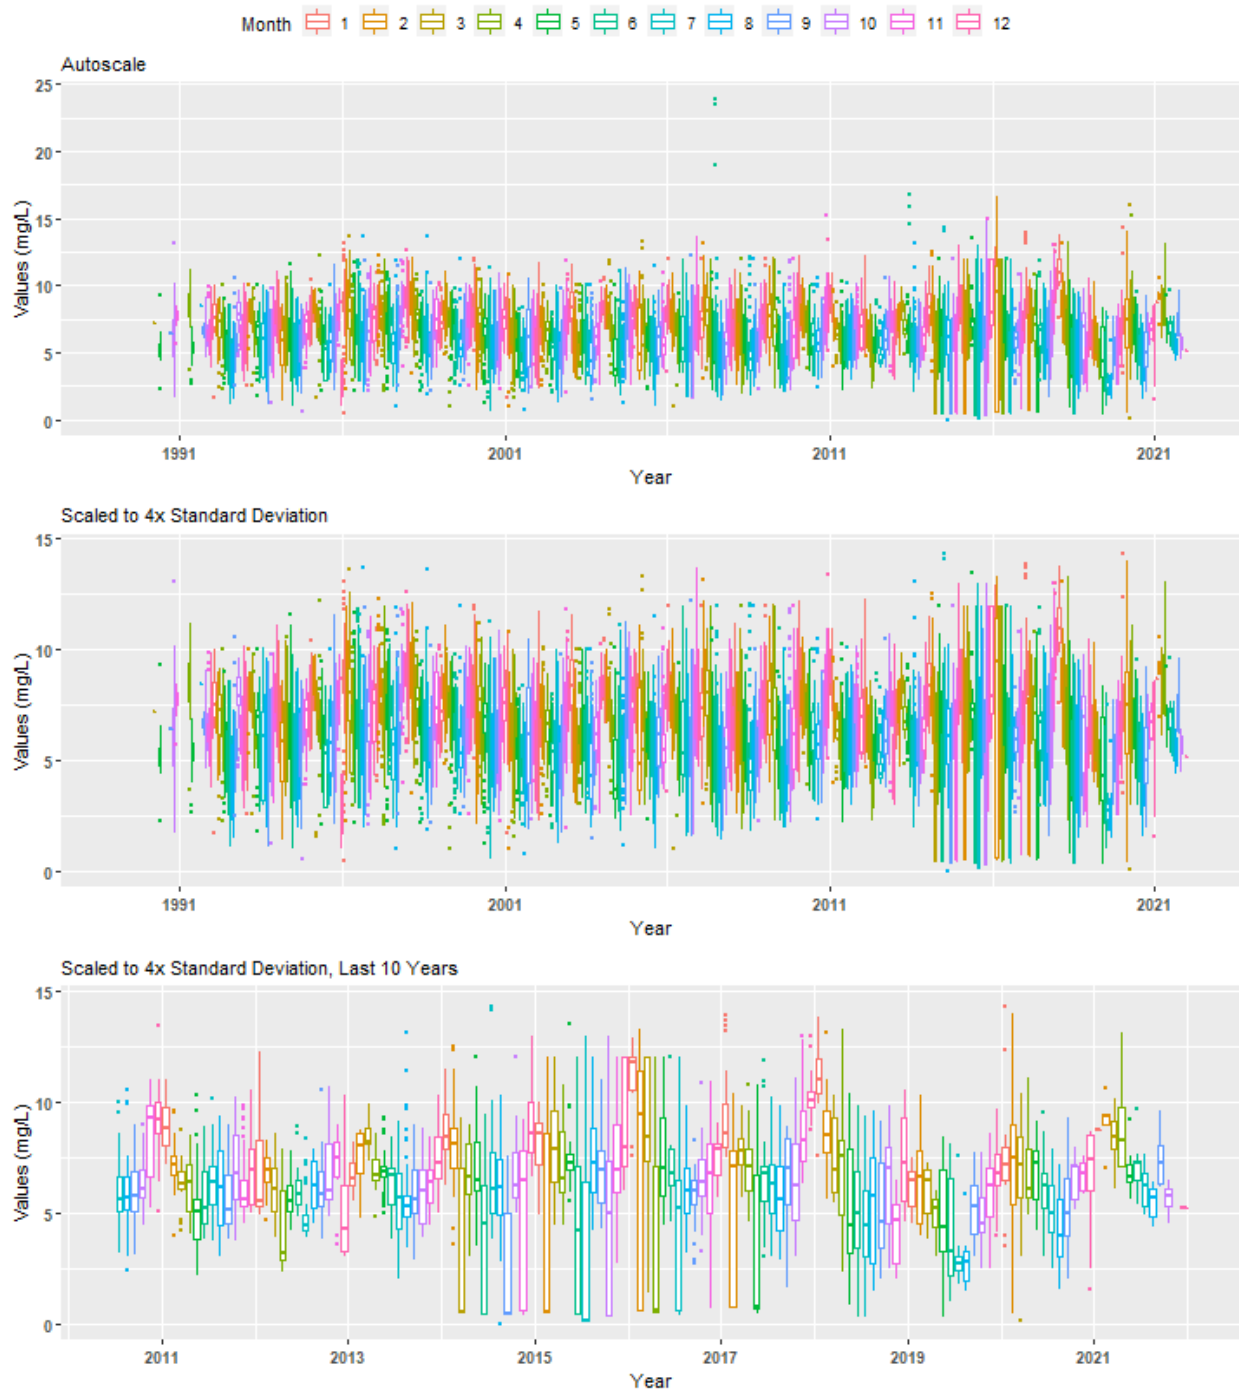 Month 1 2 3 4 5 6 7 8 9 10 11 12
Autoscale
Values (mg/L)
25
20
15
10
5
0
1991 2001 2011 2021
Year
Scaled to 4x Standard Deviation
Values (mg/L)
15
10
5
0
1991 2001 2011 2021
Year
Scaled to 4x Standard Deviation, Last 10 Years
Values (mg/L)
15
10
5
0
2011 2013 2015 2017 2019 2021
Year